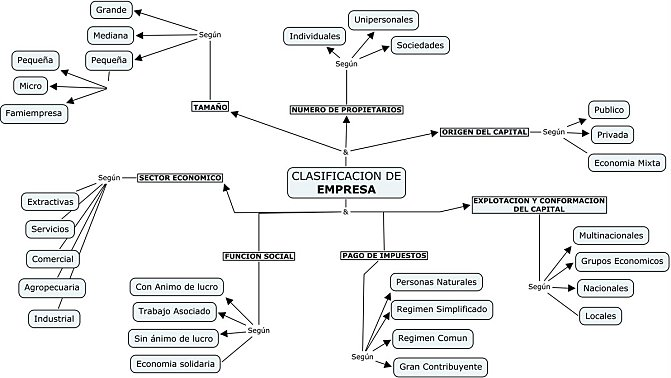 Grande
Mediana
Pequeña
Según
Pequeña
Micro
Famiempresa
TAMAÑO
Individuales
Unipersonales
Sociedades
Según
NUMERO DE PROPIETARIOS
ORIGEN DEL CAPITAL
Según
Publico
Privada
Economia Mixta
&
CLASIFICACION DE
EMPRESA
&
Según
SECTOR ECONOMICO
Extractivas
Servicios
Comercial
Agropecuaria
Industrial
FUNCION SOCIAL
Con Animo de lucro
Trabajo Asociado
Sin ánimo de lucro
Economia solidaria
Según
PAGO DE IMPUESTOS
Personas Naturales
Regimen Simplificado
Regimen Comun
Gran Contribuyente
Según
EXPLOTACION Y CONFORMACION
DEL CAPITAL
Multinacionales
Grupos Economicos
Nacionales
Locales
Según